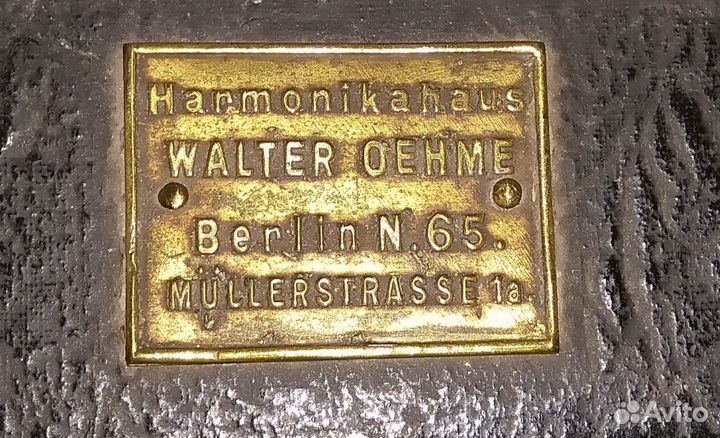 Harmonikahaus
WALTER OEHME
Berlin N.65.
MÜLLERSTRASSE 1a.
Avito